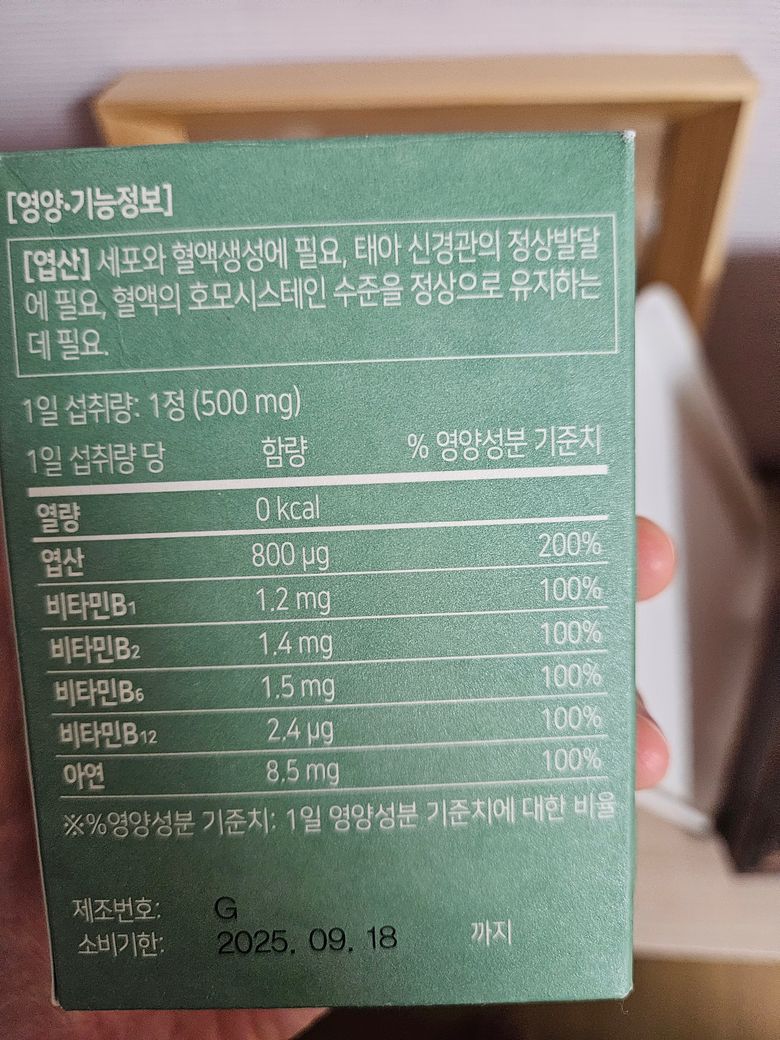 [영양·기능정보]
[엽산] 세포와 혈액생성에 필요, 태아 신경관의 정상발달
에 필요, 혈액의 호모시스테인 수준을 정상으로 유지하는
데 필요.
1일 섭취량: 1정 (500 mg)
1일 섭취량 당 함량 % 영양성분 기준치
열량 0 kcal
엽산 800 μg 200%
비타민B1 1.2 mg 100%
비타민B2 1.4 mg 100%
비타민B6 1.5 mg 100%
비타민B12 2.4 μg 100%
아연 8.5 mg 100%
※%영양성분 기준치: 1일 영양성분 기준치에 대한 비율
제조번호: G
소비기한: 2025. 09. 18 까지